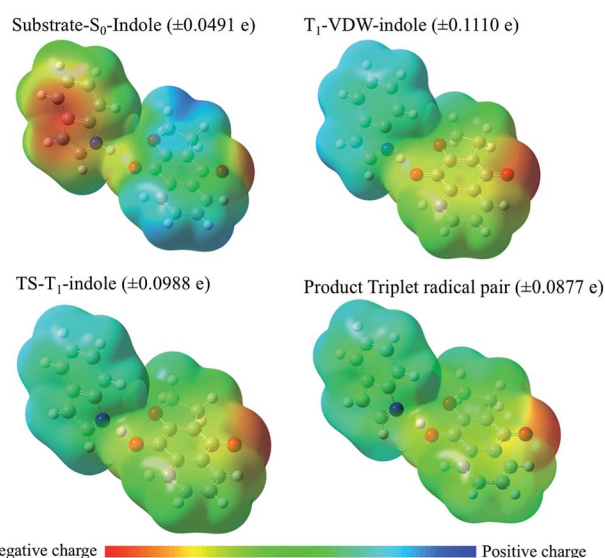 Substrate-S₀-Indole (±0.0491 e)
T₁-VDW-indole (±0.1110 e)
TS-T₁-indole (±0.0988 e)
Product Triplet radical pair (±0.0877 e)
egative charge
Positive charge